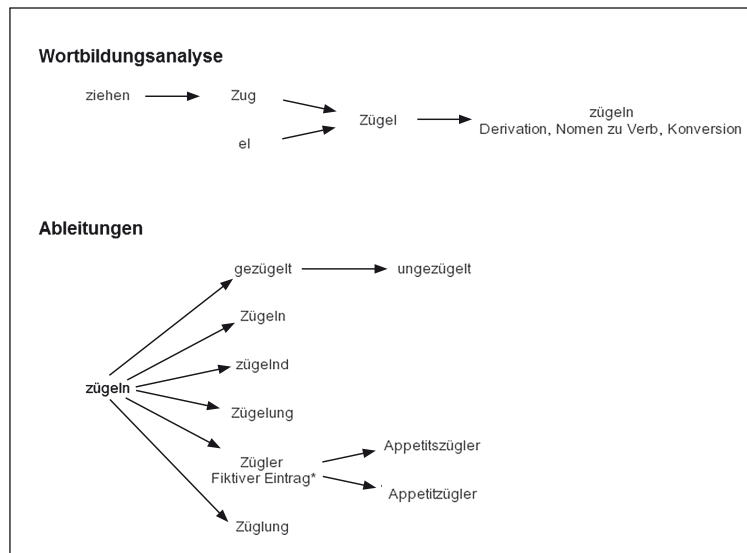 Wortbildungsanalyse
ziehen
Zug
el
Zügel
zügeln
Derivation, Nomen zu Verb, Konversion
Ableitungen
gezügelt
ungezügelt
Zügeln
zügelnd
zügeln
Zügelung
Zügler
Fiktiver Eintrag*
Appetitszügler
Appetitzügler
Züglung